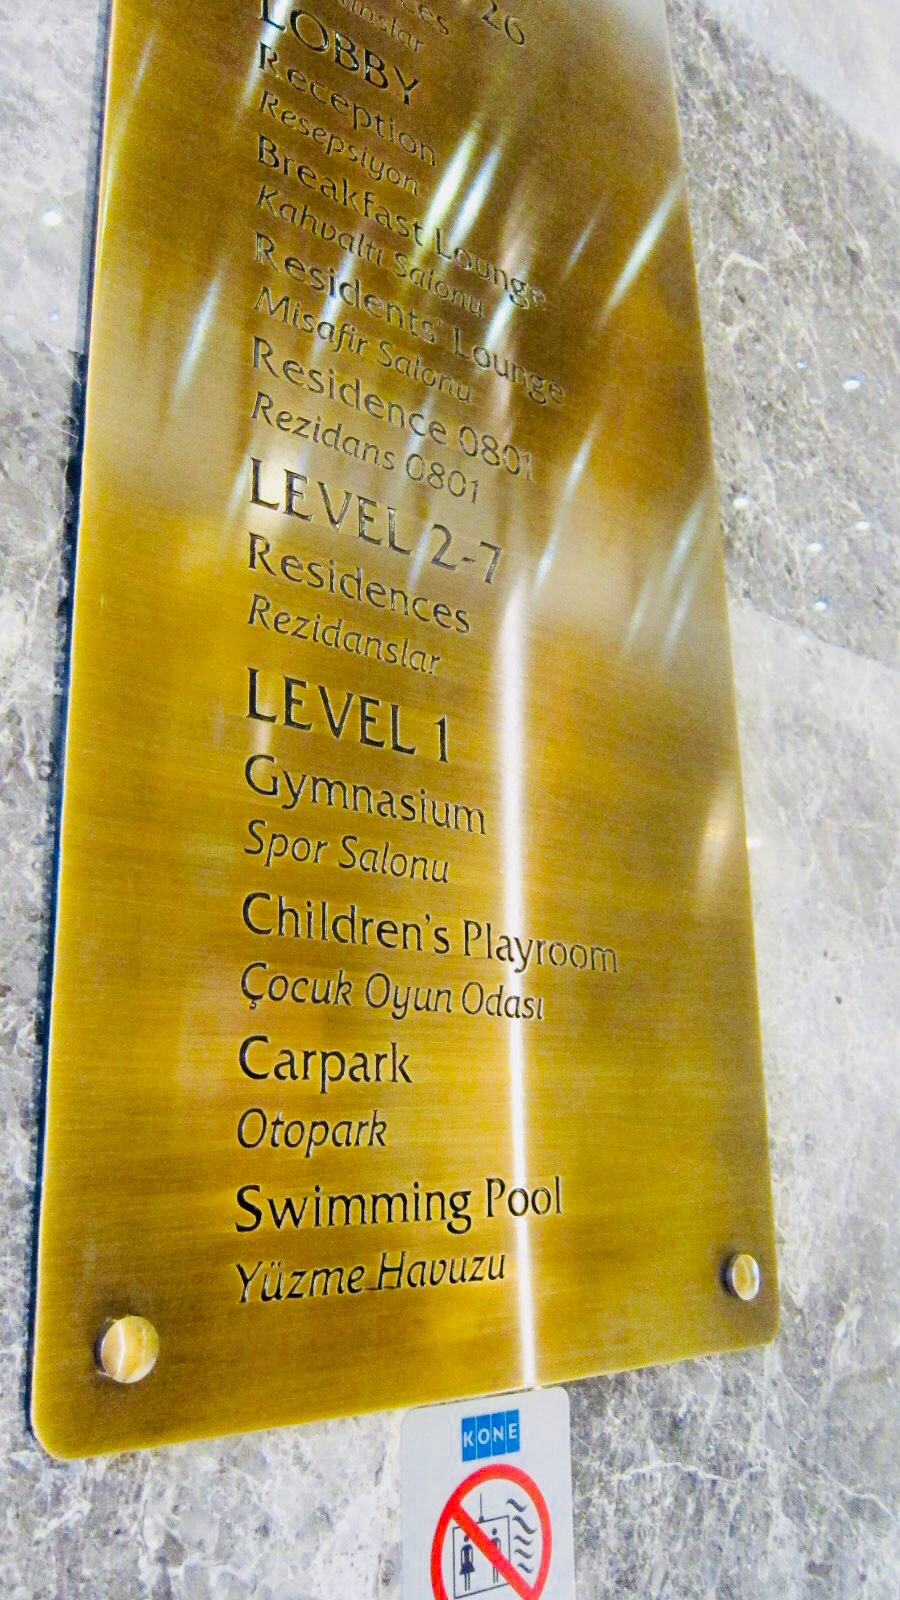 26
LOBBY
Reception
Resepsiyon
Breakfast Lounge
Kahvaltı Salonu
Residents' Lounge
Misafir Salonu
Residence 0801
Rezidans 0801
LEVEL 2-7
Residences
Rezidanslar
LEVEL 1
Gymnasium
Spor Salonu
Children's Playroom
Çocuk Oyun Odası
Carpark
Otopark
Swimming Pool
Yüzme Havuzu
KONE